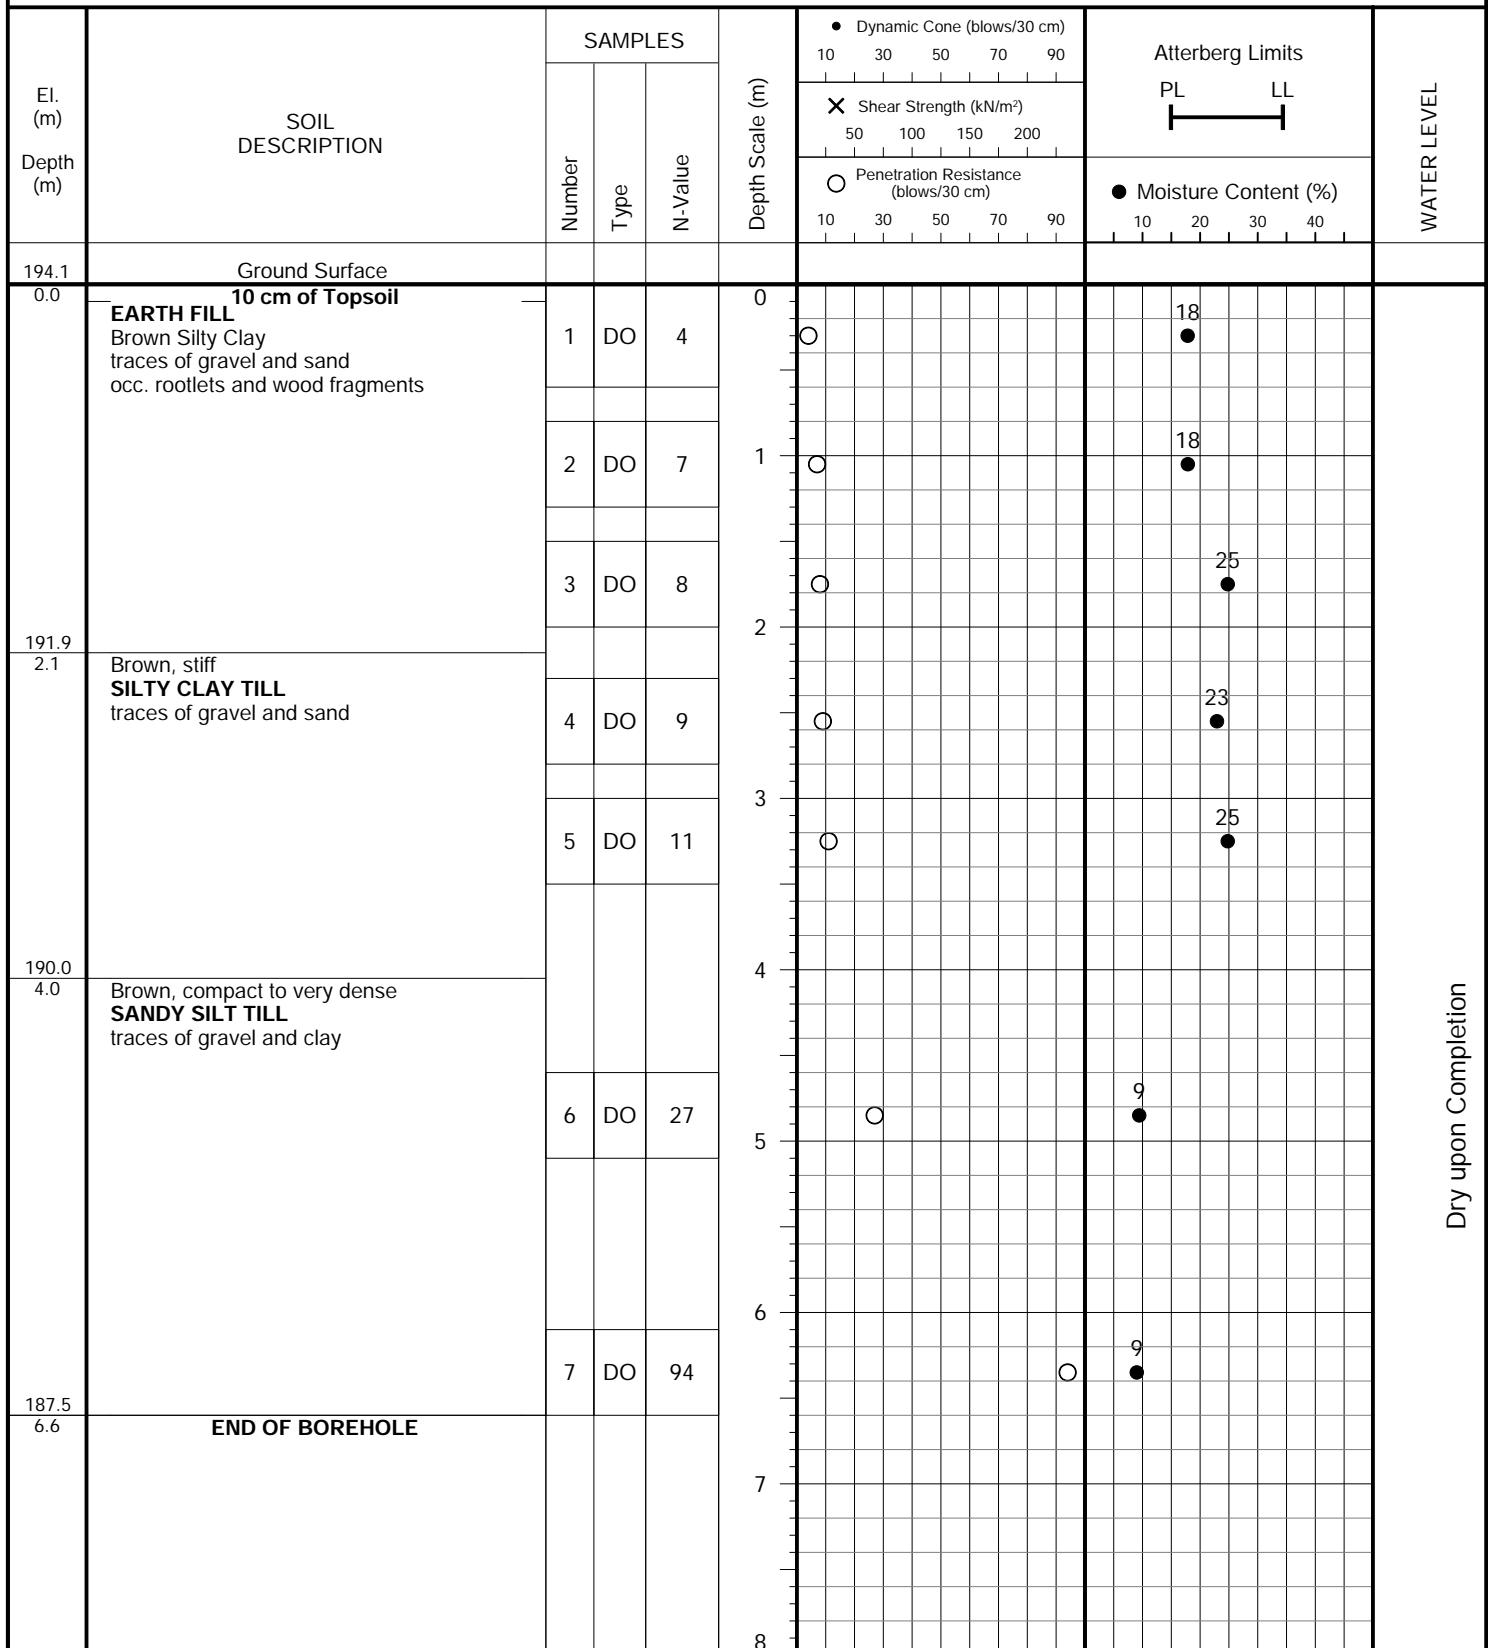 El.
(m)
Depth
(m)
SOIL
DESCRIPTION
SAMPLES
Number
Type
N-Value
Depth Scale (m)
Dynamic Cone (blows/30 cm)
10 30 50 70 90
Shear Strength (kN/m²)
50 100 150 200
Penetration Resistance
(blows/30 cm)
10 30 50 70 90
Atterberg Limits
PL LL
Moisture Content (%)
10 20 30 40
WATER LEVEL
194.1 Ground Surface
0.0 10 cm of Topsoil 0
EARTH FILL
Brown Silty Clay
traces of gravel and sand
occ. rootlets and wood fragments
1 DO 4 18
1
2 DO 7 18
3 DO 8 25
2
191.9
2.1 Brown, stiff
SILTY CLAY TILL
traces of gravel and sand
4 DO 9 23
3
5 DO 11 25
190.0 4
4.0 Brown, compact to very dense
SANDY SILT TILL
traces of gravel and clay
6 DO 27 9
5
Dry upon Completion
6
7 DO 94 9
187.5
6.6 END OF BOREHOLE
7
8